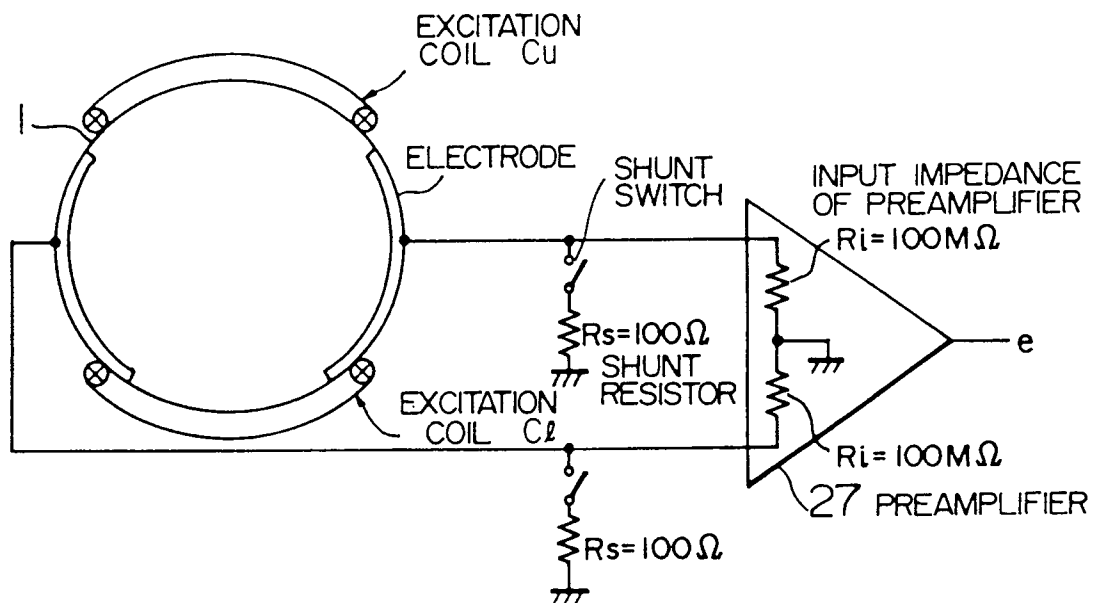 EXCITATION
COIL Cu
1
ELECTRODE
SHUNT
SWITCH
INPUT IMPEDANCE
OF PREAMPLIFIER
Ri=100MΩ
Rs=100Ω
SHUNT
RESISTOR
e
EXCITATION
COIL Cℓ
Ri=100MΩ
27 PREAMPLIFIER
Rs=100Ω